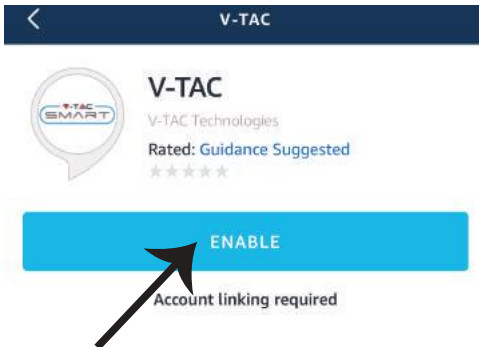 V-TAC
V-TAC
SMART
V-TAC
V-TAC Technologies
Rated: Guidance Suggested
ENABLE
Account linking required